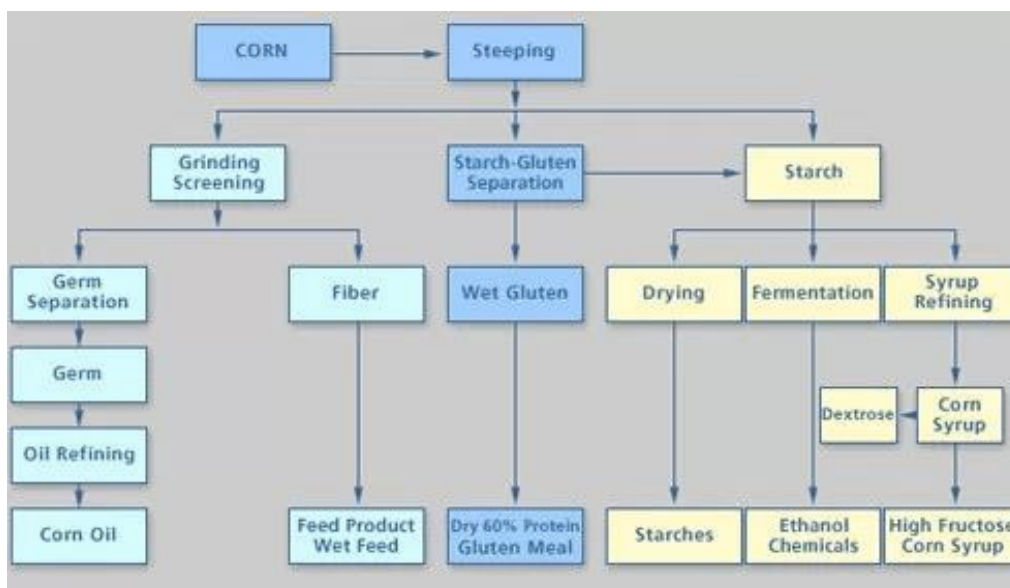 CORN
Steeping
Grinding
Screening
Starch-Gluten
Separation
Starch
Germ
Separation
Fiber
Wet Gluten
Drying
Fermentation
Syrup
Refining
Germ
Dextrose
Corn
Syrup
Oil Refining
Corn Oil
Feed Product
Wet Feed
Dry 60% Protein
Gluten Meal
Starches
Ethanol
Chemicals
High Fructose
Corn Syrup